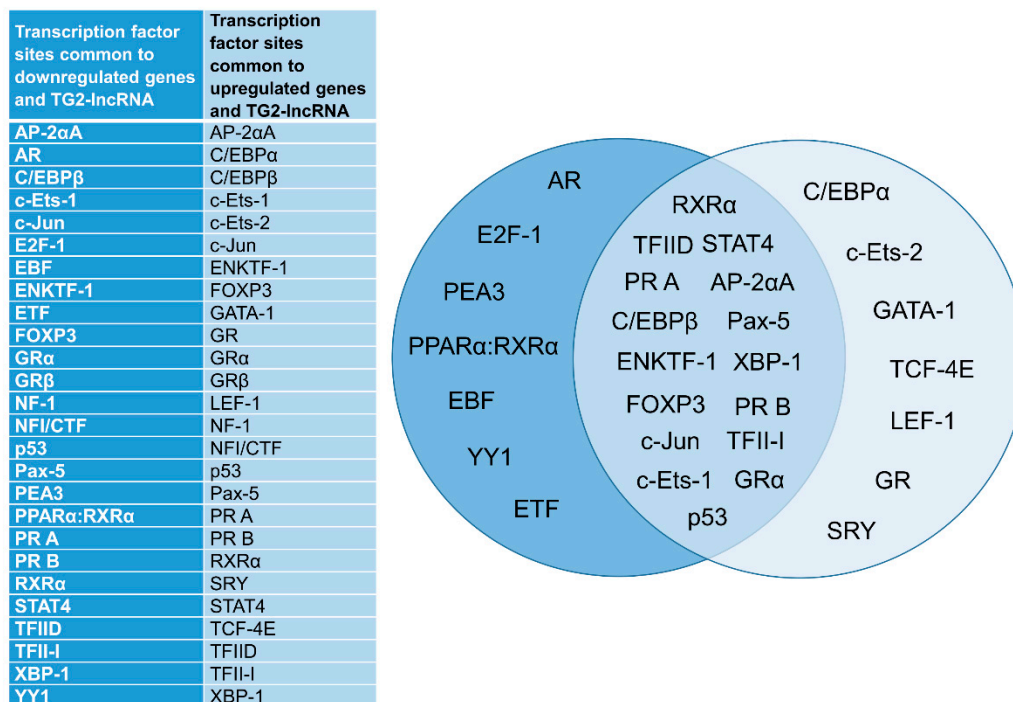 Transcription factor
sites common to
downregulated genes
and TG2-lncRNA
Transcription
factor sites
common to
upregulated genes
and TG2-lncRNA
AP-2αA AP-2αA
AR C/EBPα
C/EBPβ C/EBPβ
c-Ets-1 c-Ets-1
c-Jun c-Ets-2
E2F-1 c-Jun
EBF ENKTF-1
ENKTF-1 FOXP3
ETF GATA-1
FOXP3 GR
GRα GRα
GRβ GRβ
NF-1 LEF-1
NFI/CTF NF-1
p53 NFI/CTF
Pax-5 p53
PEA3 Pax-5
PPARα:RXRα PR A
PR A PR B
PR B RXRα
RXRα SRY
STAT4 STAT4
TFIID TCF-4E
TFII-I TFIID
XBP-1 TFII-I
YY1 XBP-1
AR
E2F-1
PEA3
PPARα:RXRα
EBF
YY1
ETF
RXRα
TFIID STAT4
PR A AP-2αA
C/EBPβ Pax-5
ENKTF-1 XBP-1
FOXP3 PR B
c-Jun TFII-I
c-Ets-1 GRα
p53
C/EBPα
c-Ets-2
GATA-1
TCF-4E
LEF-1
GR
SRY